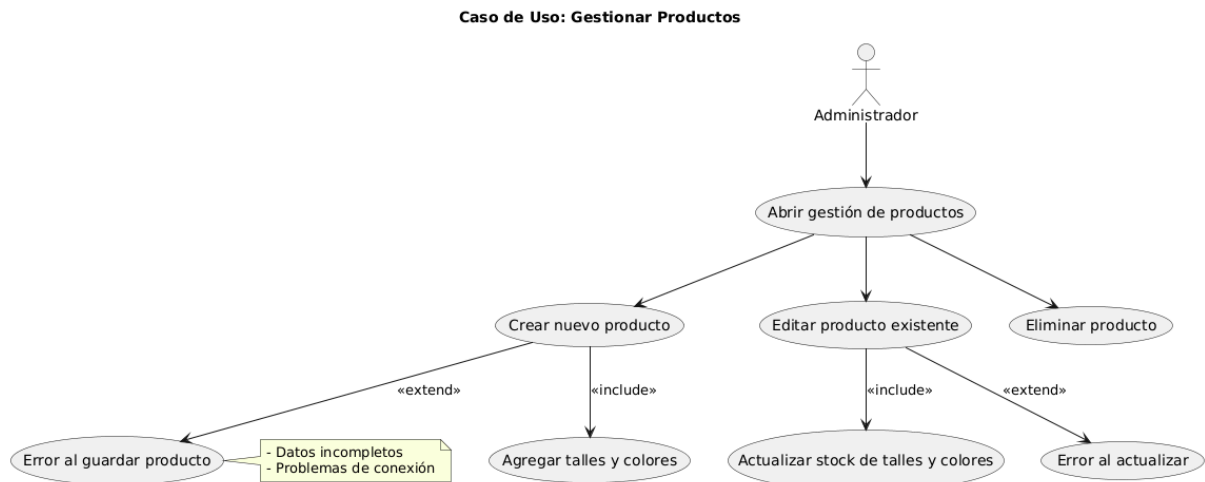 Caso de Uso: Gestionar Productos
Administrador
Abrir gestión de productos
Crear nuevo producto
Editar producto existente
Eliminar producto
«extend»
«include»
«include»
«extend»
Error al guardar producto
- Datos incompletos
- Problemas de conexión
Agregar talles y colores
Actualizar stock de talles y colores
Error al actualizar